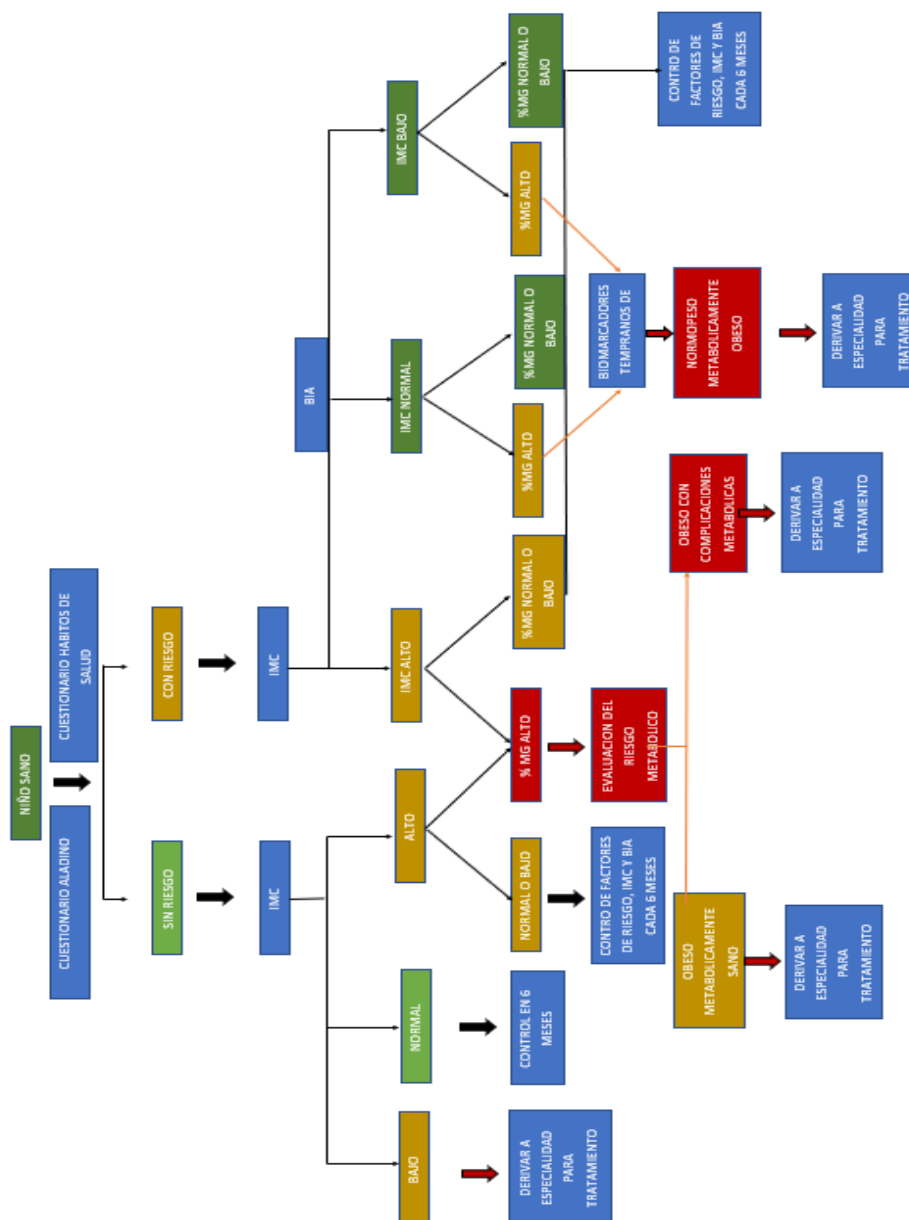 NIÑO SANO
CUESTIONARIO ALADINO
CUESTIONARIO HABITOS DE
SALUD
SIN RIESGO
CON RIESGO
IMC
IMC
BIA
BAJO
NORMAL
ALTO
IMC ALTO
IMC NORMAL
IMC BAJO
DERIVAR A
ESPECIALIDAD PARA
TRATAMIENTO
CONTROL EN 6
MESES
NORMAL O BAJO
% MG ALTO
%MG NORMAL O
BAJO
%MG ALTO
%MG NORMAL O
BAJO
%MG ALTO
%MG NORMAL O
BAJO
CONTRO DE FACTORES
DE RIESGO, IMC Y BIA
CADA 6 MESES
EVALUACION DEL
RIESGO
METABOLICO
BIOMARCADORES
TEMPRANOS DE
CONTRO DE
FACTORES DE
RIESGO, IMC Y BIA
CADA 6 MESES
OBESO
METABOLICAMENTE
SANO
OBESO CON
COMPLICACIONES
METABOLICAS
NORMOPESO
METABOLICAMENTE
OBESO
DERIVAR A
ESPECIALIDAD
PARA
TRATAMIENTO
DERIVAR A
ESPECIALIDAD
PARA
TRATAMIENTO
DERIVAR A
ESPECIALIDAD
PARA
TRATAMIENTO